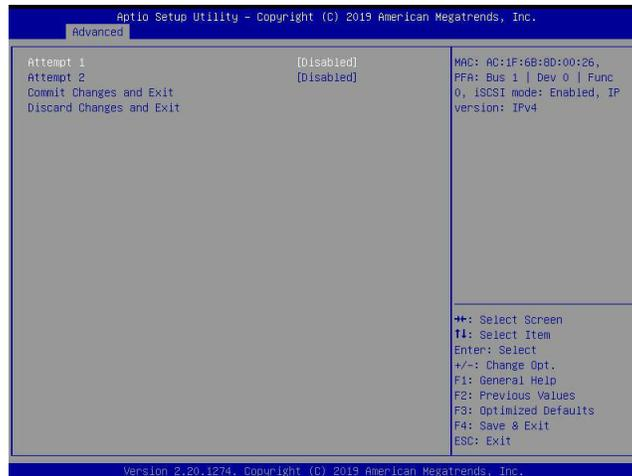 Aptio Setup Utility – Copyright (C) 2019 American Megatrends, Inc.
Advanced
Attempt 1 [Disabled]
Attempt 2 [Disabled]
Commit Changes and Exit
Discard Changes and Exit
MAC: AC:1F:6B:8D:00:26,
PFA: Bus 1 | Dev 0 | Func
0, iSCSI mode: Enabled, IP
version: IPv4
→←: Select Screen
↑↓: Select Item
Enter: Select
+/-: Change Opt.
F1: General Help
F2: Previous Values
F3: Optimized Defaults
F4: Save & Exit
ESC: Exit
Version 2.20.1274. Copyright (C) 2019 American Megatrends, Inc.